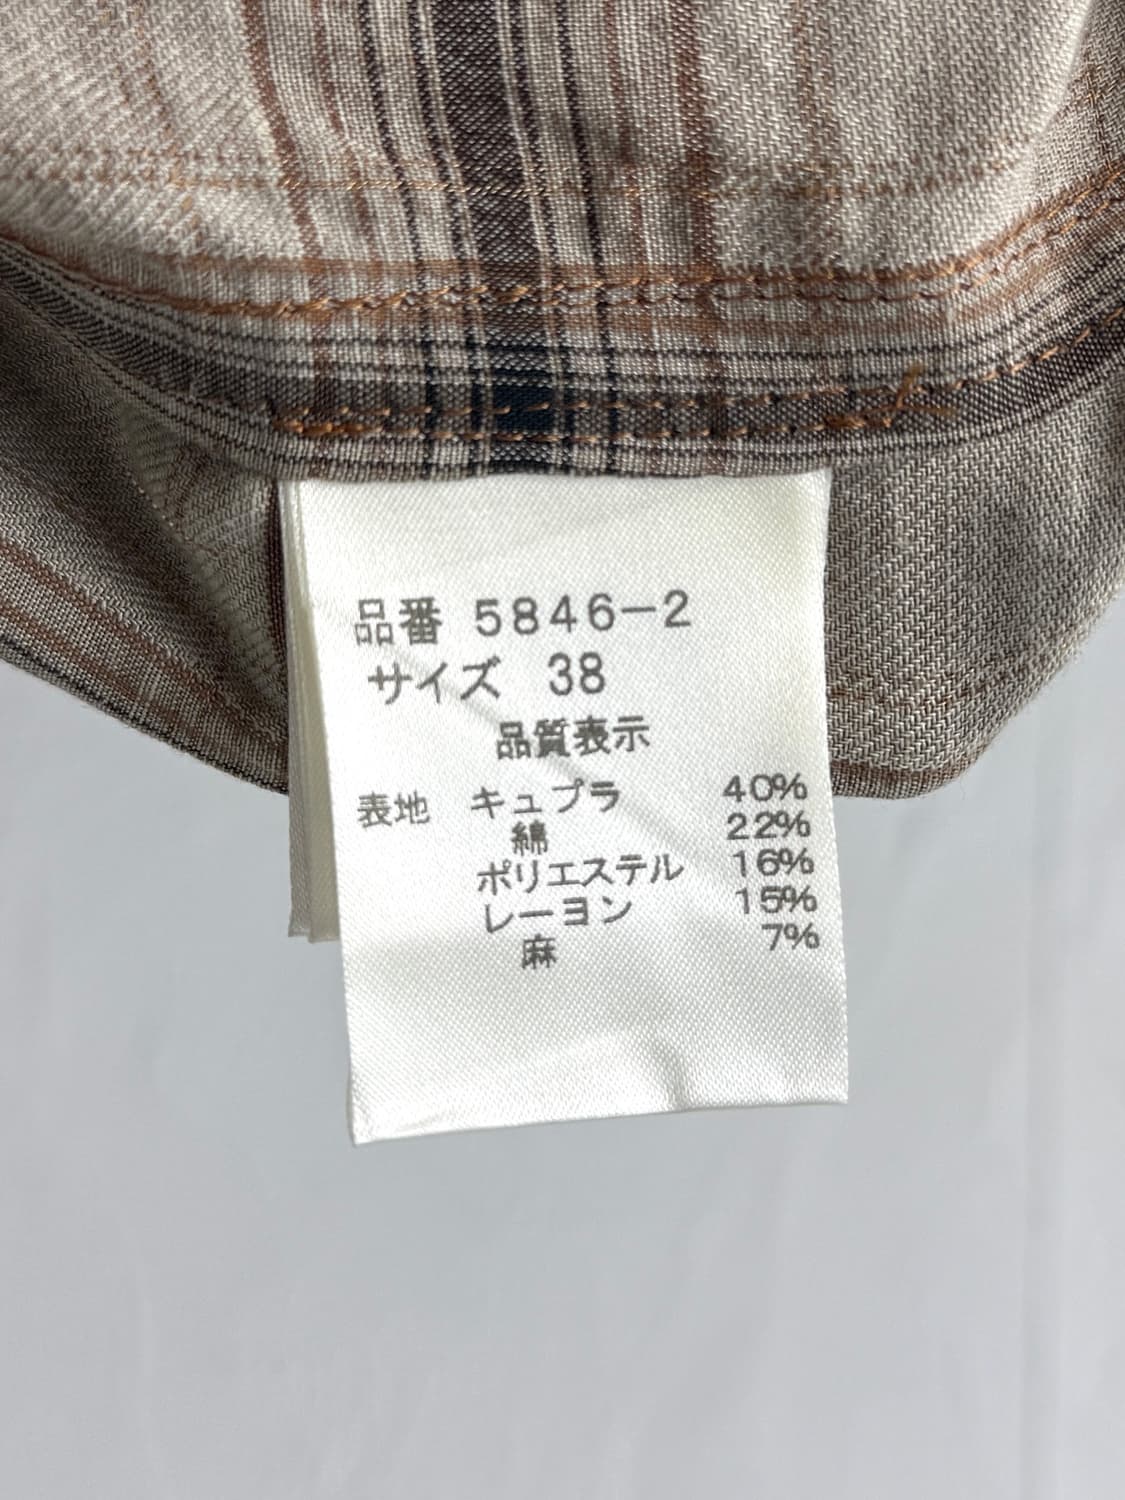 品番 5846-2
サイズ 38
品質表示
表地 キュプラ 40%
綿 22%
ポリエステル 16%
レーヨン 15%
麻 7%